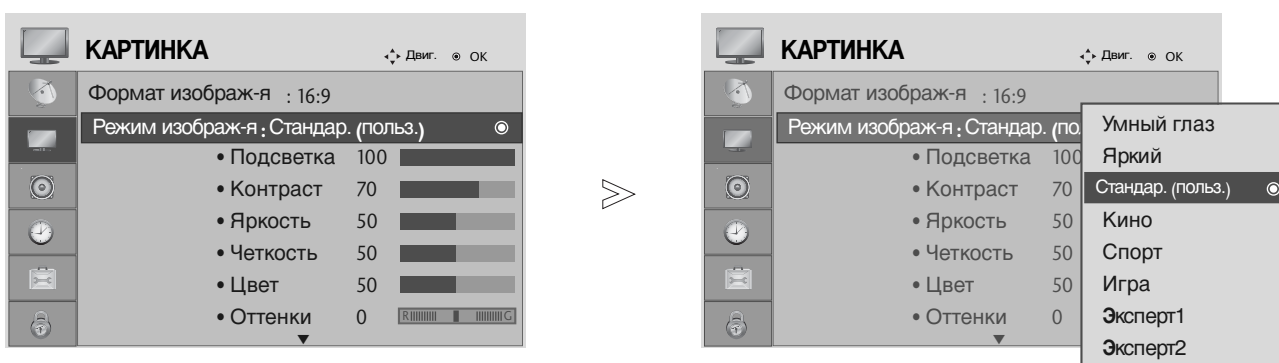 КАРТИНКА
Двиг. ОК
Формат изображ-я : 16:9
Режим изображ-я : Стандар. (польз.)
• Подсветка 100
• Контраст 70
• Яркость 50
• Четкость 50
• Цвет 50
• Оттенки 0 R G
КАРТИНКА
Двиг. ОК
Формат изображ-я : 16:9
Режим изображ-я : Стандар. (по
• Подсветка 100
• Контраст 70
• Яркость 50
• Четкость 50
• Цвет 50
• Оттенки 0
Умный глаз
Яркий
Стандар. (польз.)
Кино
Спорт
Игра
Эксперт1
Эксперт2